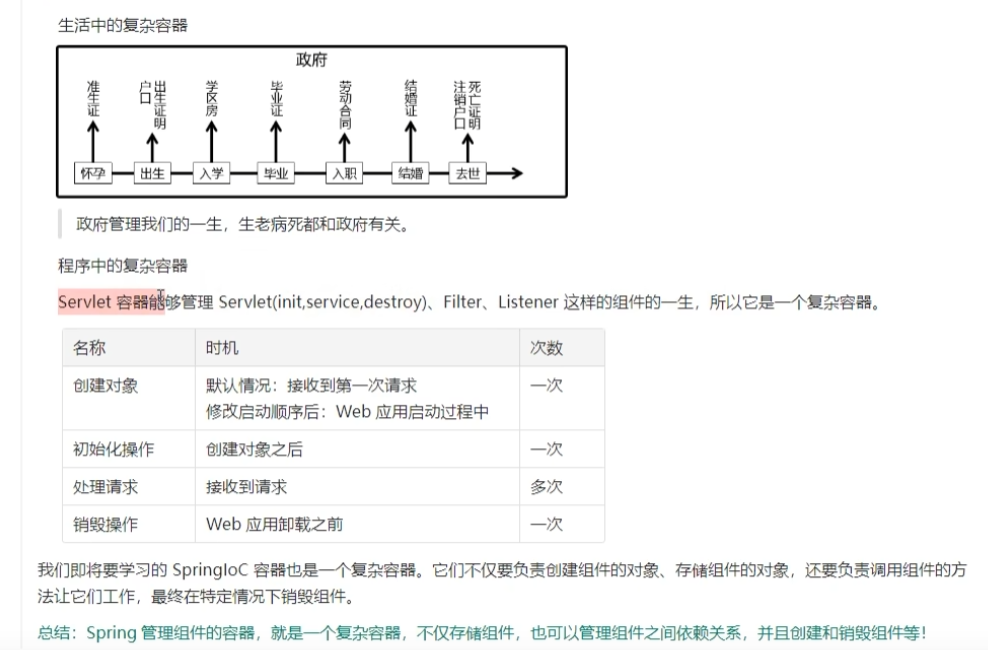 生活中的复杂容器
政府
准生证
户口
出生证明
学区房
毕业证
劳动合同
结婚证
注销户口
死亡证明
怀孕 出生 入学 毕业 入职 结婚 去世
政府管理我们的一生，生老病死都和政府有关。
程序中的复杂容器
Servlet 容器能够管理 Servlet(init,service,destroy)、Filter、Listener 这样的组件的一生，所以它是一个复杂容器。
名称 时机 次数
创建对象 默认情况：接收到第一次请求 一次
修改启动顺序后：Web 应用启动过程中
初始化操作 创建对象之后 一次
处理请求 接收到请求 多次
销毁操作 Web 应用卸载之前 一次
我们即将要学习的 SpringIoC 容器也是一个复杂容器。它们不仅要负责创建组件的对象、存储组件的对象，还要负责调用组件的方
法让它们工作，最终在特定情况下销毁组件。
总结：Spring 管理组件的容器，就是一个复杂容器，不仅存储组件，也可以管理组件之间依赖关系，并且创建和销毁组件等！